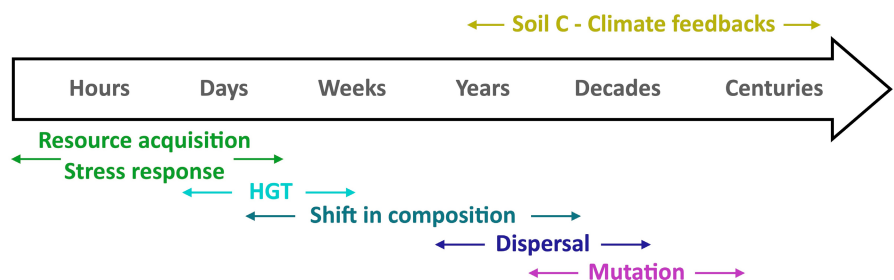 Soil C - Climate feedbacks
Hours Days Weeks Years Decades Centuries
Resource acquisition
Stress response
HGT
Shift in composition
Dispersal
Mutation